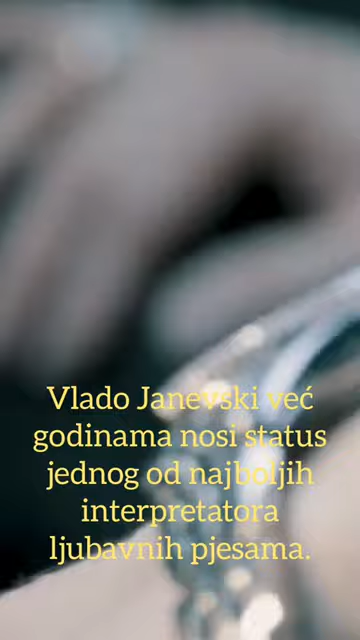 Vlado Janevski već
godinama nosi status
jednog od najboljih
interpretatora
ljubavnih pjesama.